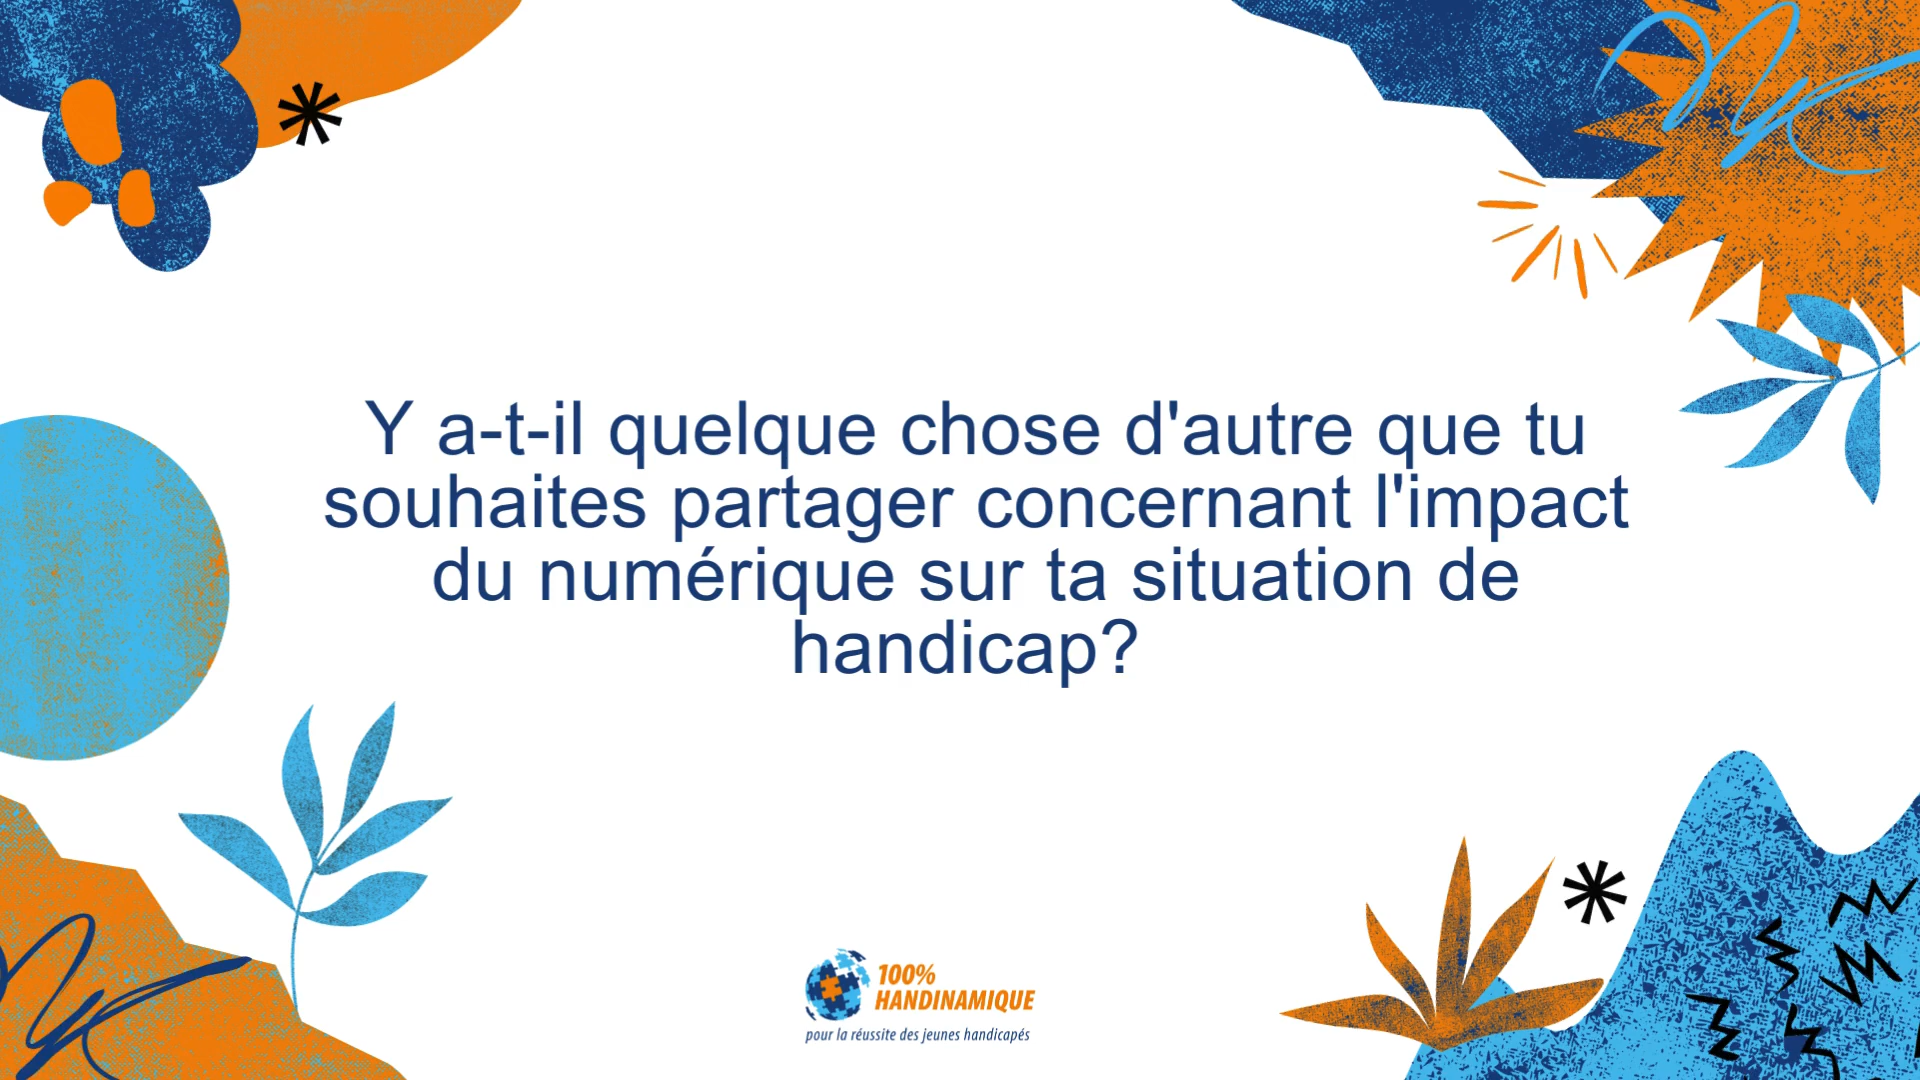 Y a-t-il quelque chose d'autre que tu
souhaites partager concernant l'impact
du numérique sur ta situation de
handicap?
100%
HANDINAMIQUE
pour la réussite des jeunes handicapés